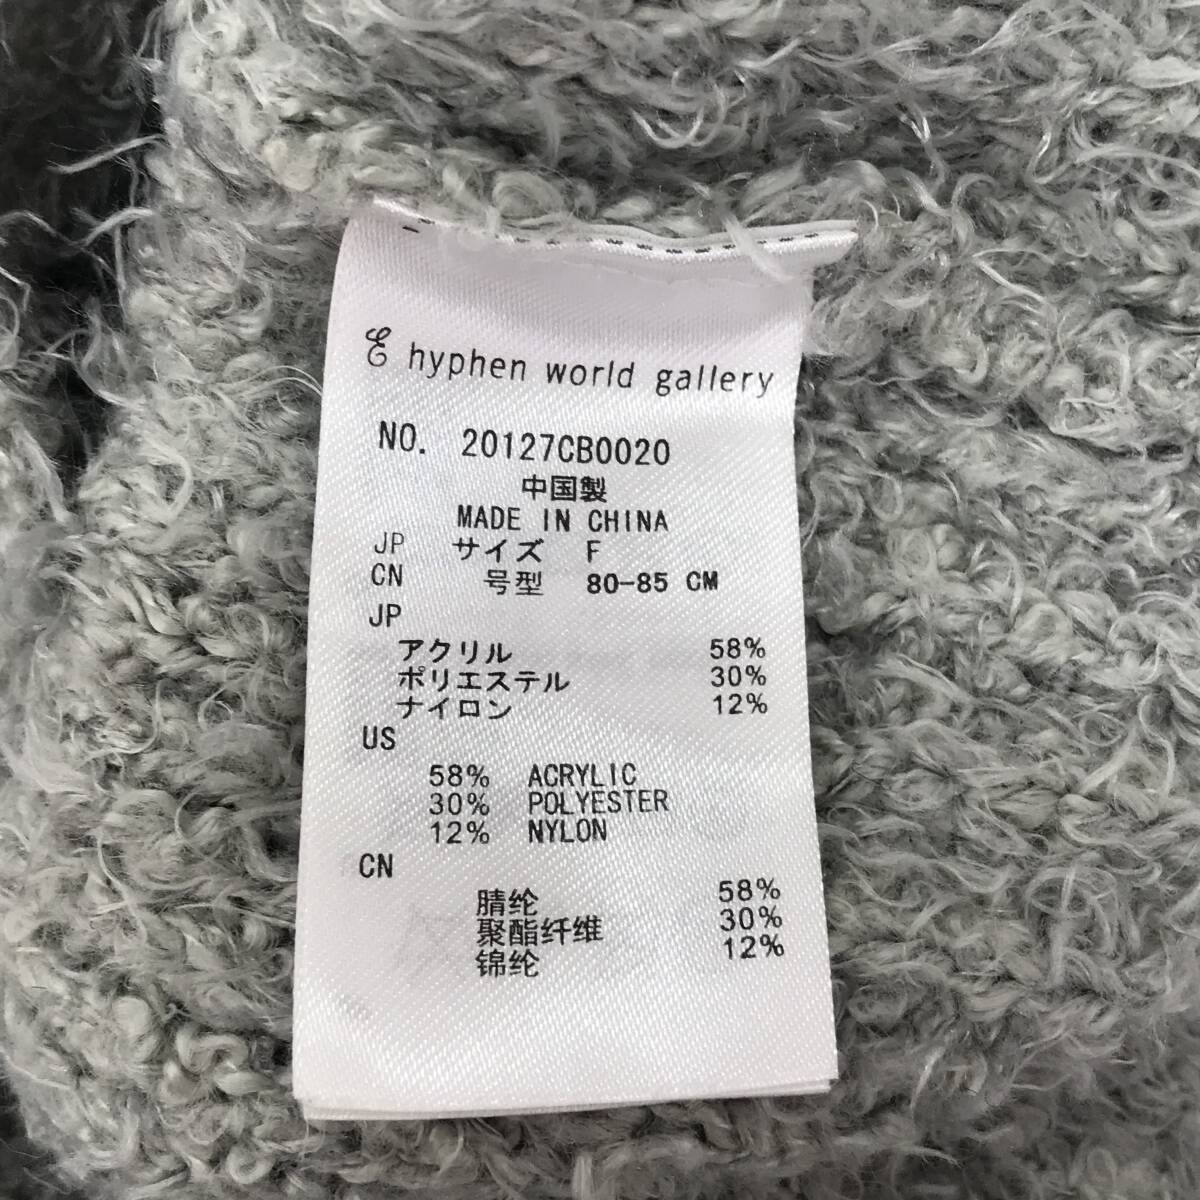 E hyphen world gallery
NO. 20127CB0020
中国製
MADE IN CHINA
JP サイズ F
CN 号型 80-85 CM
JP
アクリル 58%
ポリエステル 30%
ナイロン 12%
US
58% ACRYLIC
30% POLYESTER
12% NYLON
CN
腈纶 58%
聚酯纤维 30%
锦纶 12%